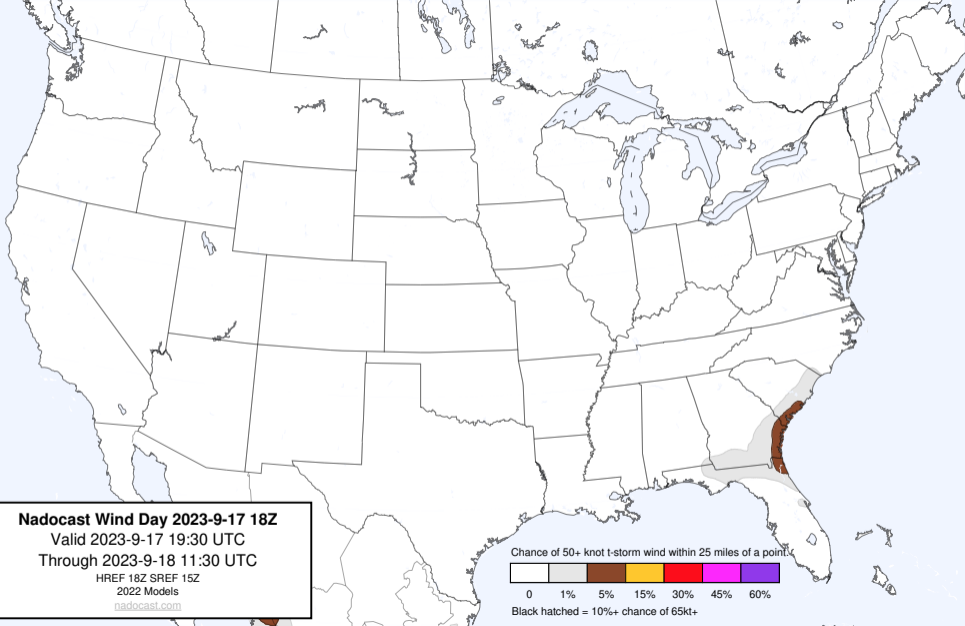 Nadocast Wind Day 2023-9-17 18Z
Valid 2023-9-17 19:30 UTC
Through 2023-9-18 11:30 UTC
HREF 18Z SREF 15Z
2022 Models
nadocast.com
Chance of 50+ knot t-storm wind within 25 miles of a point.
0 1% 5% 15% 30% 45% 60%
Black hatched = 10%+ chance of 65kt+